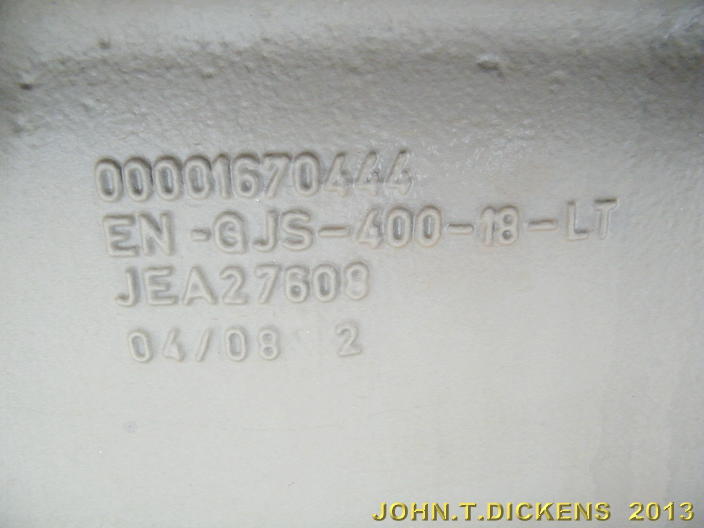 00001670444
EN-GJS-400-18-LT
JEA27608
04/08 2
JOHN.T.DICKENS 2013